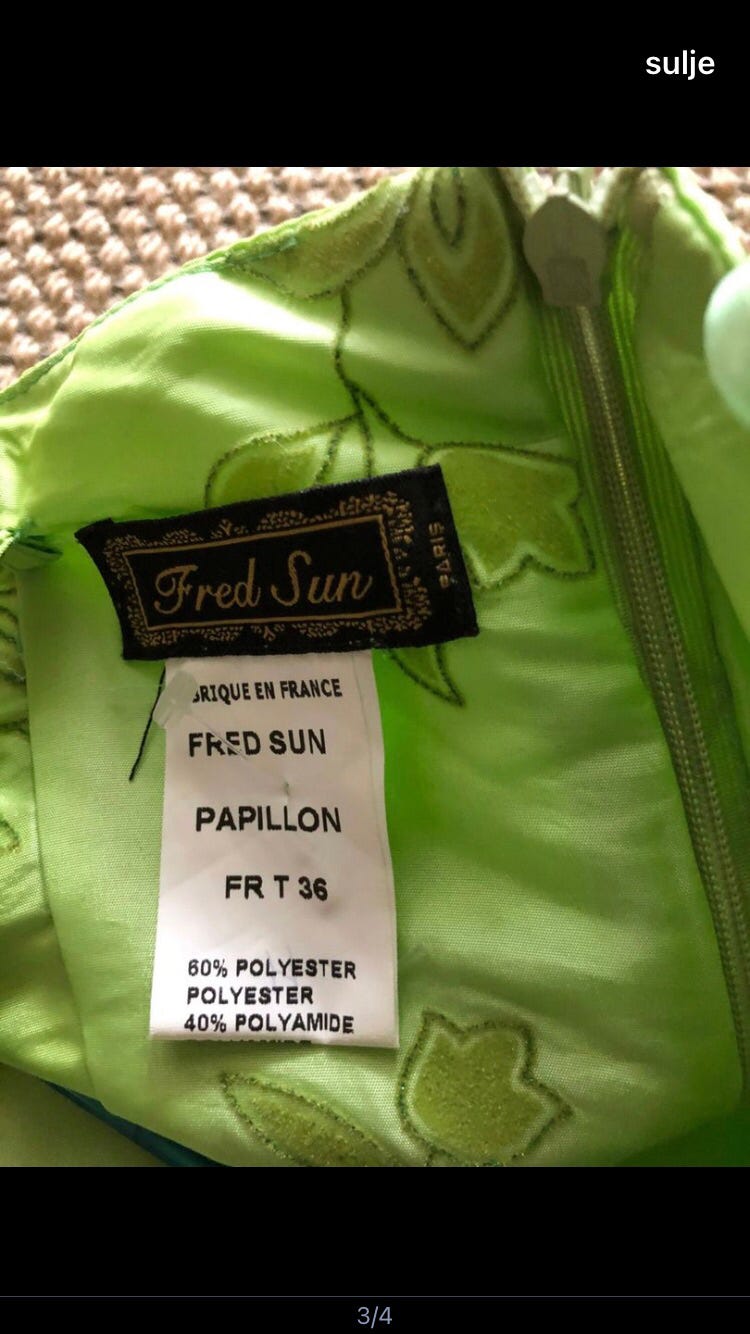 sulje
Fred Sun
PARIS
BRIQUE EN FRANCE
FRED SUN
PAPILLON
FR T 36
60% POLYESTER
POLYESTER
40% POLYAMIDE
3/4